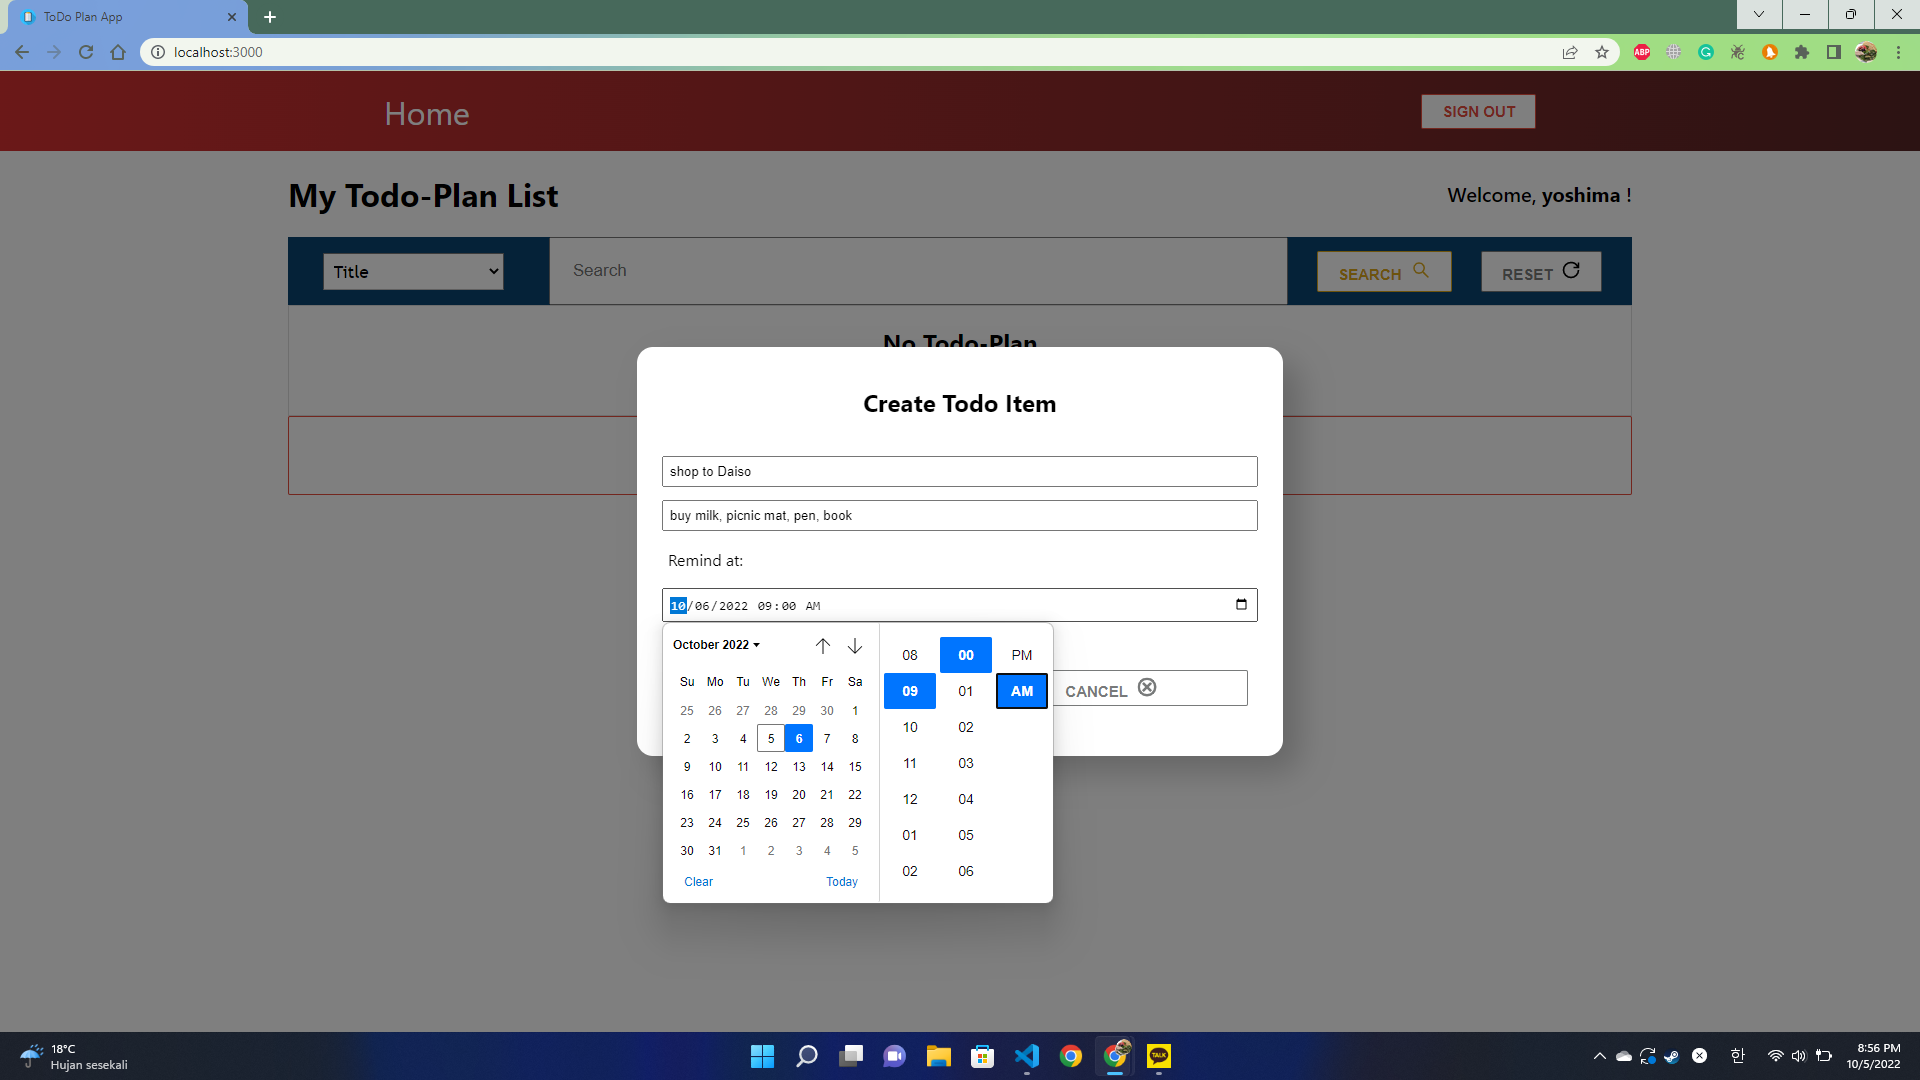 ToDo Plan App
localhost:3000
ABP
Home
SIGN OUT
My Todo-Plan List
Welcome, yoshima !
Title
Search
SEARCH
RESET
No Todo-Plan
Create Todo Item
shop to Daiso
buy milk, picnic mat, pen, book
Remind at:
10/06/2022 09:00 AM
October 2022
Su Mo Tu We Th Fr Sa
25 26 27 28 29 30 1
2 3 4 5 6 7 8
9 10 11 12 13 14 15
16 17 18 19 20 21 22
23 24 25 26 27 28 29
30 31 1 2 3 4 5
Clear Today
08 00 PM
09 01 AM
10 02
11 03
12 04
01 05
02 06
CANCEL
18°C
Hujan sesekali
TALK
한
8:56 PM
10/5/2022